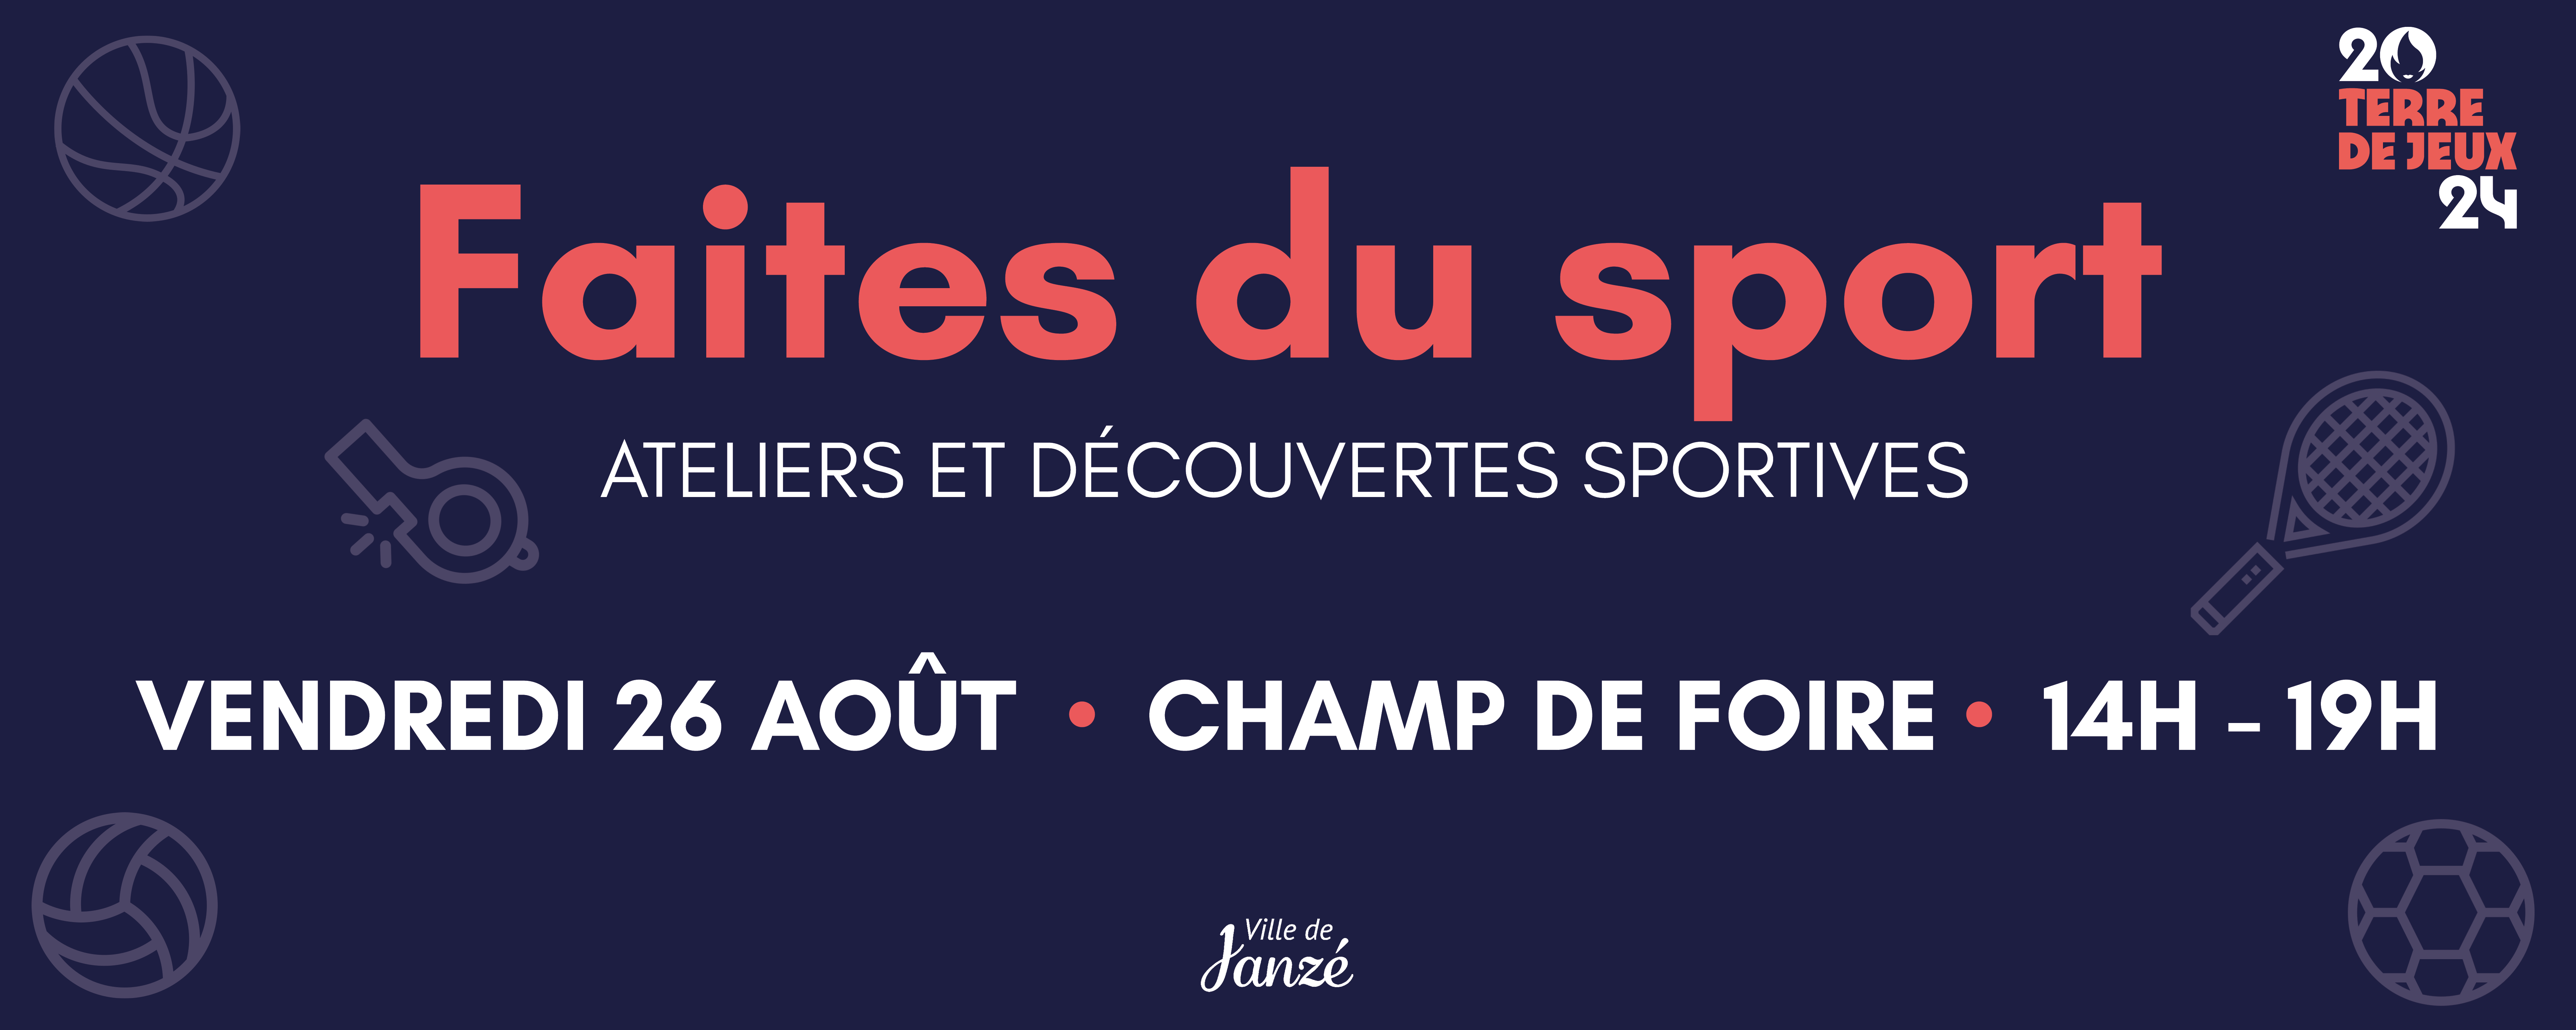 20
TERRE
DE JEUX
24
Faites du sport
ATELIERS ET DÉCOUVERTES SPORTIVES
VENDREDI 26 AOÛT • CHAMP DE FOIRE • 14H - 19H
Ville de
Janzé